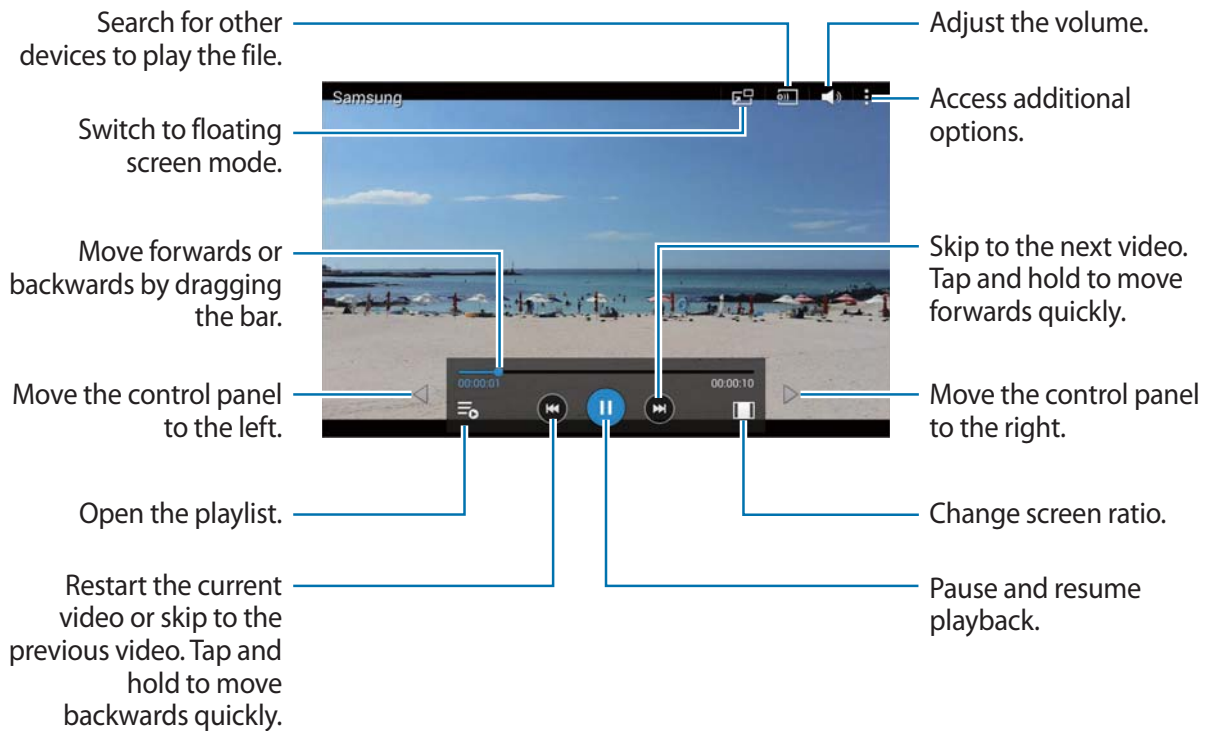 Search for other
devices to play the file.
Switch to floating
screen mode.
Move forwards or
backwards by dragging
the bar.
Move the control panel
to the left.
Open the playlist.
Restart the current
video or skip to the
previous video. Tap and
hold to move
backwards quickly.
Samsung
00:00:01
00:00:10
Adjust the volume.
Access additional
options.
Skip to the next video.
Tap and hold to move
forwards quickly.
Move the control panel
to the right.
Change screen ratio.
Pause and resume
playback.